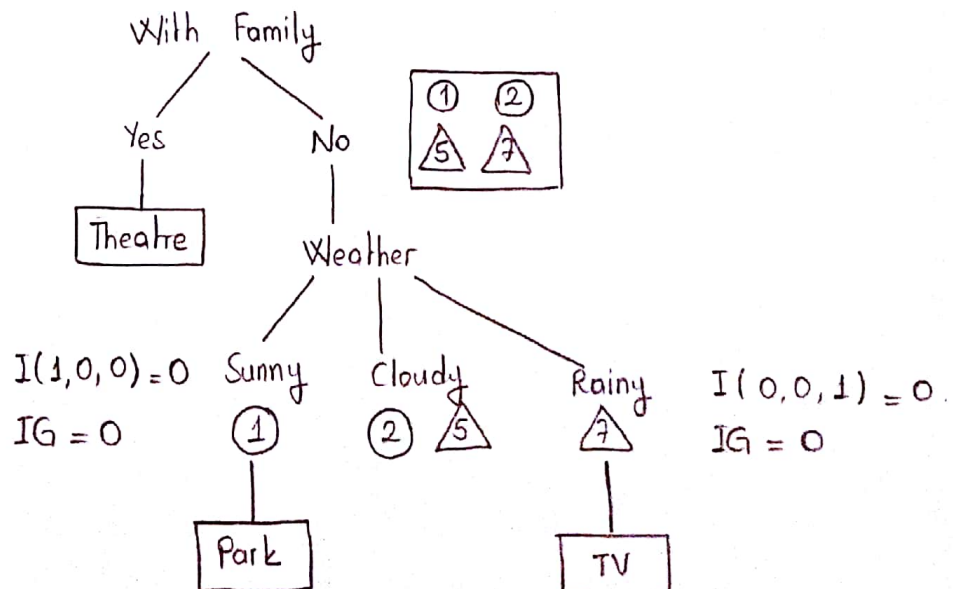 With Family
1 2
Yes No 5 7
Theatre
Weather
I(1,0,0)=0 Sunny Cloudy Rainy I(0,0,1)=0.
IG = 0 1 2 5 7 IG = 0
Park TV